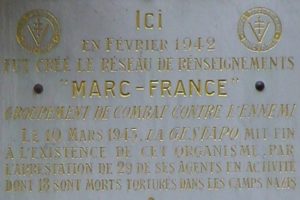 ICI
EN FÉVRIER 1942
FUT CRÉÉ LE RÉSEAU DE RENSEIGNEMENTS
"MARC-FRANCE"
GROUPEMENT DE COMBAT CONTRE L'ENNEMI
LE 10 MARS 1943, LA GESTAPO MIT FIN
À L'EXISTENCE DE CET ORGANISME, PAR
L'ARRESTATION DE 29 DE SES AGENTS EN ACTIVITÉ
DONT 18 SONT MORTS TORTURÉS DANS LES CAMPS NAZIS